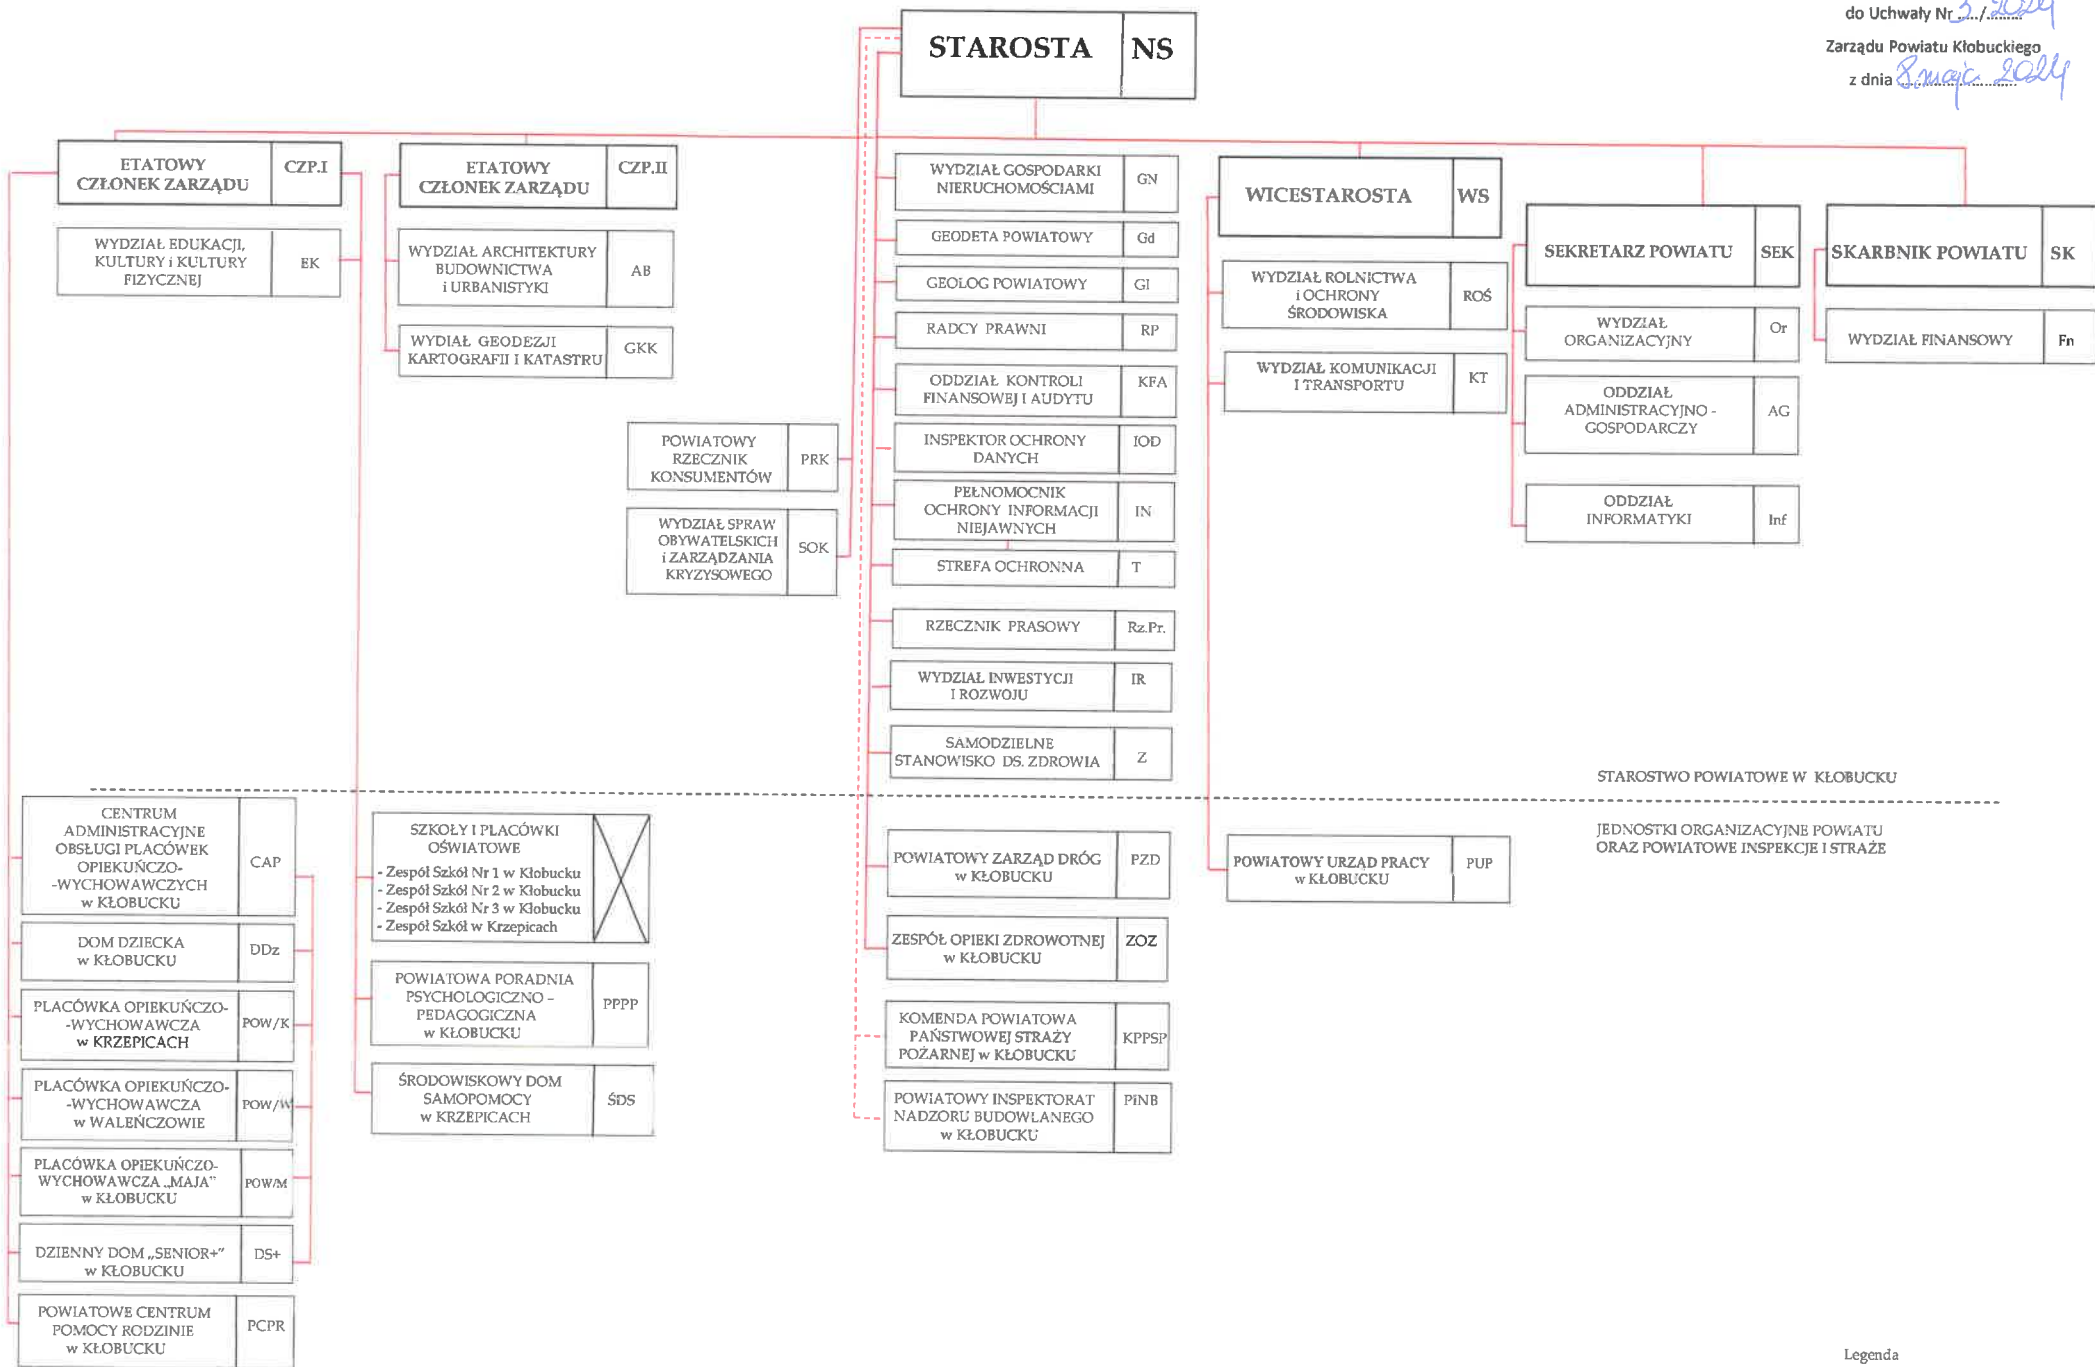 do Uchwały Nr 3/2024
Zarządu Powiatu Kłobuckiego
z dnia 8 maja 2024
STAROSTA NS
ETATOWY
CZŁONEK ZARZĄDU
CZP.I
WYDZIAŁ EDUKACJI,
KULTURY i KULTURY
FIZYCZNEJ
EK
ETATOWY
CZŁONEK ZARZĄDU
CZP.II
WYDZIAŁ ARCHITEKTURY
BUDOWNICTWA
i URBANISTYKI
AB
WYDIAŁ GEODEZJI
KARTOGRAFII I KATASTRU
GKK
POWIATOWY
RZECZNIK
KONSUMENTÓW
PRK
WYDZIAŁ SPRAW
OBYWATELSKICH
i ZARZĄDZANIA
KRYZYSOWEGO
SOK
WYDZIAŁ GOSPODARKI
NIERUCHOMOŚCIAMI
GN
GEODETA POWIATOWY Gd
GEOLOG POWIATOWY Gl
RADCY PRAWNI RP
ODDZIAŁ KONTROLI
FINANSOWEJ I AUDYTU
KFA
INSPEKTOR OCHRONY
DANYCH
IOD
PEŁNOMOCNIK
OCHRONY INFORMACJI
NIEJAWNYCH
IN
STREFA OCHRONNA T
RZECZNIK PRASOWY Rz.Pr.
WYDZIAŁ INWESTYCJI
I ROZWOJU
IR
SAMODZIELNE
STANOWISKO DS. ZDROWIA
Z
WICESTAROSTA WS
WYDZIAŁ ROLNICTWA
i OCHRONY
ŚRODOWISKA
ROŚ
WYDZIAŁ KOMUNIKACJI
I TRANSPORTU
KT
SEKRETARZ POWIATU SEK
WYDZIAŁ
ORGANIZACYJNY
Or
ODDZIAŁ
ADMINISTRACYJNO -
GOSPODARCZY
AG
ODDZIAŁ
INFORMATYKI
Inf
SKARBNIK POWIATU SK
WYDZIAŁ FINANSOWY Fn
STAROSTWO POWIATOWE W KŁOBUCKU
JEDNOSTKI ORGANIZACYJNE POWIATU
ORAZ POWIATOWE INSPEKCJE I STRAŻE
CENTRUM
ADMINISTRACYJNE
OBSŁUGI PLACÓWEK
OPIEKUŃCZO-
-WYCHOWAWCZYCH
w KŁOBUCKU
CAP
DOM DZIECKA
w KŁOBUCKU
DDz
PLACÓWKA OPIEKUŃCZO-
-WYCHOWAWCZA
w KRZEPICACH
POW/K
PLACÓWKA OPIEKUŃCZO-
-WYCHOWAWCZA
w WALEŃCZOWIE
POW/W
PLACÓWKA OPIEKUŃCZO-
WYCHOWAWCZA „MAJA”
w KŁOBUCKU
POW/M
DZIENNY DOM „SENIOR+”
w KŁOBUCKU
DS+
POWIATOWE CENTRUM
POMOCY RODZINIE
w KŁOBUCKU
PCPR
SZKOŁY I PLACÓWKI
OŚWIATOWE
- Zespół Szkół Nr 1 w Kłobucku
- Zespół Szkół Nr 2 w Kłobucku
- Zespół Szkół Nr 3 w Kłobucku
- Zespół Szkół w Krzepicach
POWIATOWA PORADNIA
PSYCHOLOGICZNO –
PEDAGOGICZNA
w KŁOBUCKU
PPPP
ŚRODOWISKOWY DOM
SAMOPOMOCY
w KRZEPICACH
ŚDS
POWIATOWY ZARZĄD DRÓG
w KŁOBUCKU
PZD
ZESPÓŁ OPIEKI ZDROWOTNEJ
w KŁOBUCKU
ZOZ
KOMENDA POWIATOWA
PAŃSTWOWEJ STRAŻY
POŻARNEJ w KŁOBUCKU
KPPSP
POWIATOWY INSPEKTORAT
NADZORU BUDOWLANEGO
w KŁOBUCKU
PiNB
POWIATOWY URZĄD PRACY
w KŁOBUCKU
PUP
Legenda